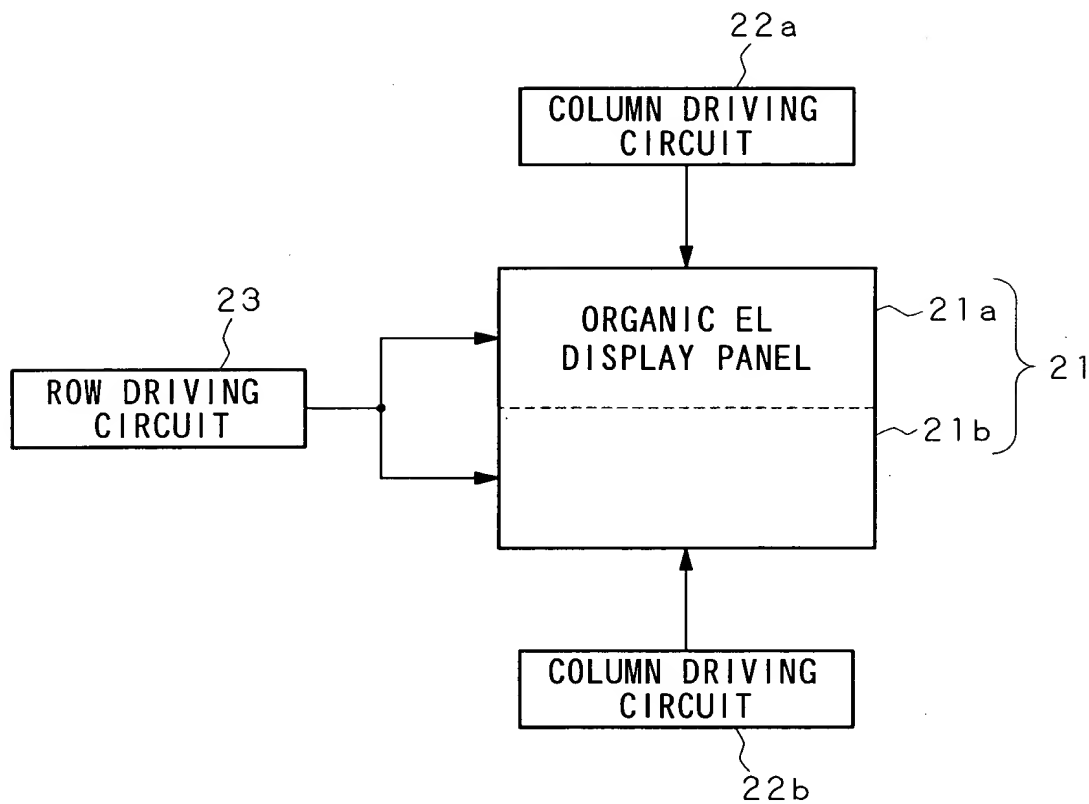 22a
COLUMN DRIVING
CIRCUIT
23
ROW DRIVING
CIRCUIT
ORGANIC EL
DISPLAY PANEL
21a
21
21b
COLUMN DRIVING
CIRCUIT
22b